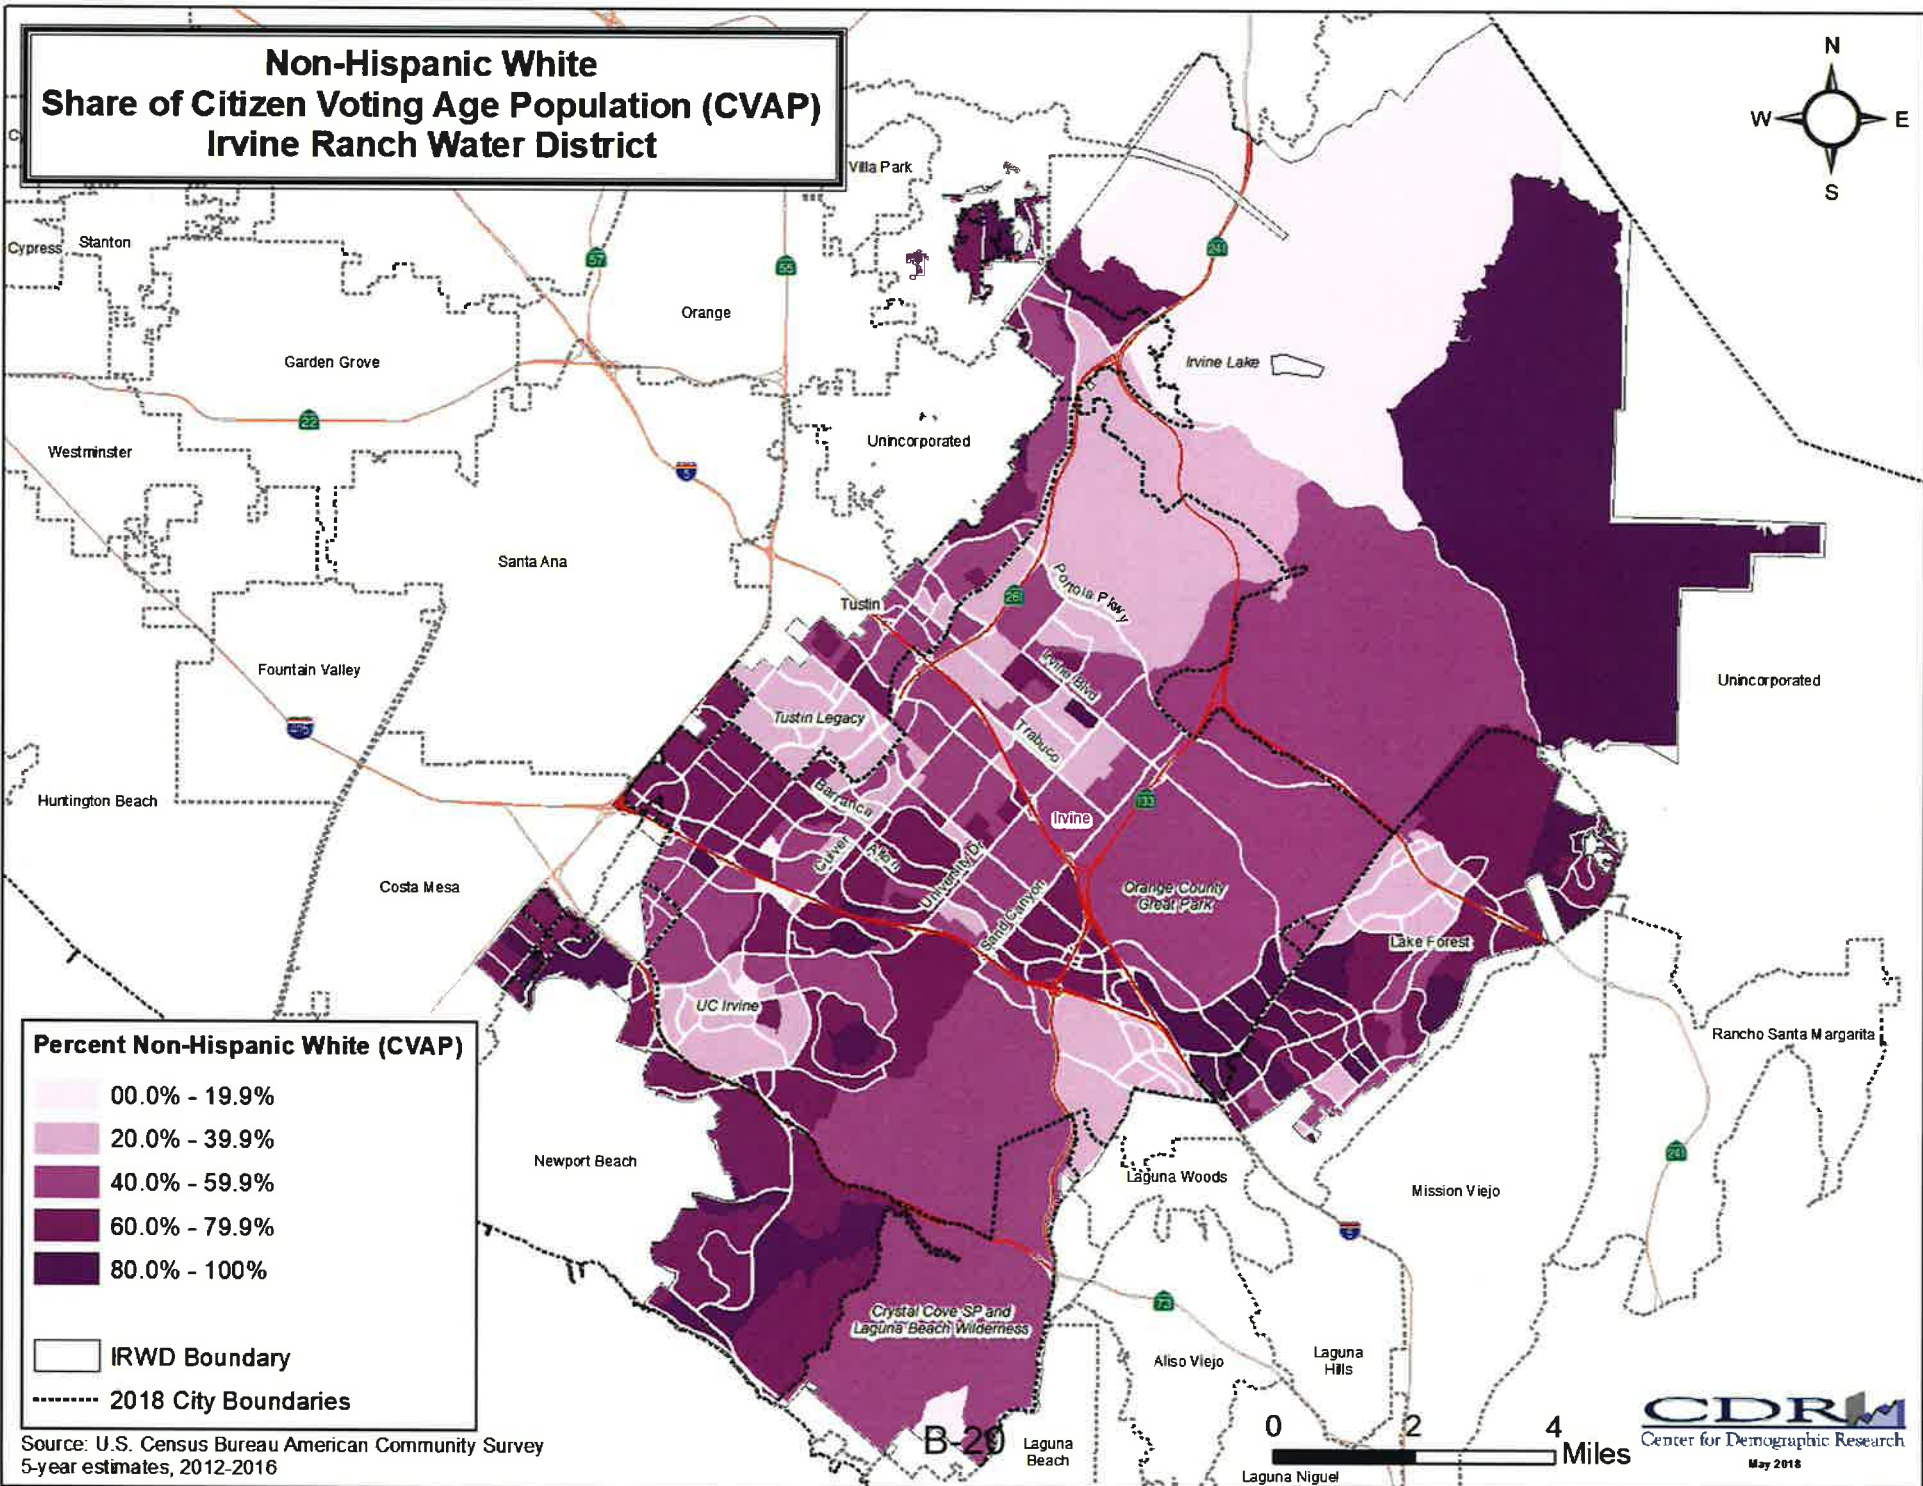 Non-Hispanic White
Share of Citizen Voting Age Population (CVAP)
Irvine Ranch Water District
N
W
E
S
Villa Park
Cypress
Stanton
57
55
241
Orange
Garden Grove
Irvine Lake
22
Westminster
Unincorporated
5
Santa Ana
Portola Pkwy
261
Tustin
Fountain Valley
Irvine Blvd
Unincorporated
Tustin Legacy
405
Trabuco
Huntington Beach
Barranca
133
Irvine
Culver
Alton
University Dr
Costa Mesa
Sand Canyon
Orange County
Great Park
Lake Forest
UC Irvine
Rancho Santa Margarita
Percent Non-Hispanic White (CVAP)
00.0% - 19.9%
20.0% - 39.9%
40.0% - 59.9%
60.0% - 79.9%
80.0% - 100%
IRWD Boundary
2018 City Boundaries
Newport Beach
Laguna Woods
Mission Viejo
241
5
73
Crystal Cove SP and
Laguna Beach Wilderness
Aliso Viejo
Laguna
Hills
B-20
Laguna
Beach
0 2 4
Miles
Laguna Niguel
CDR
Center for Demographic Research
May 2018
Source: U.S. Census Bureau American Community Survey
5-year estimates, 2012-2016